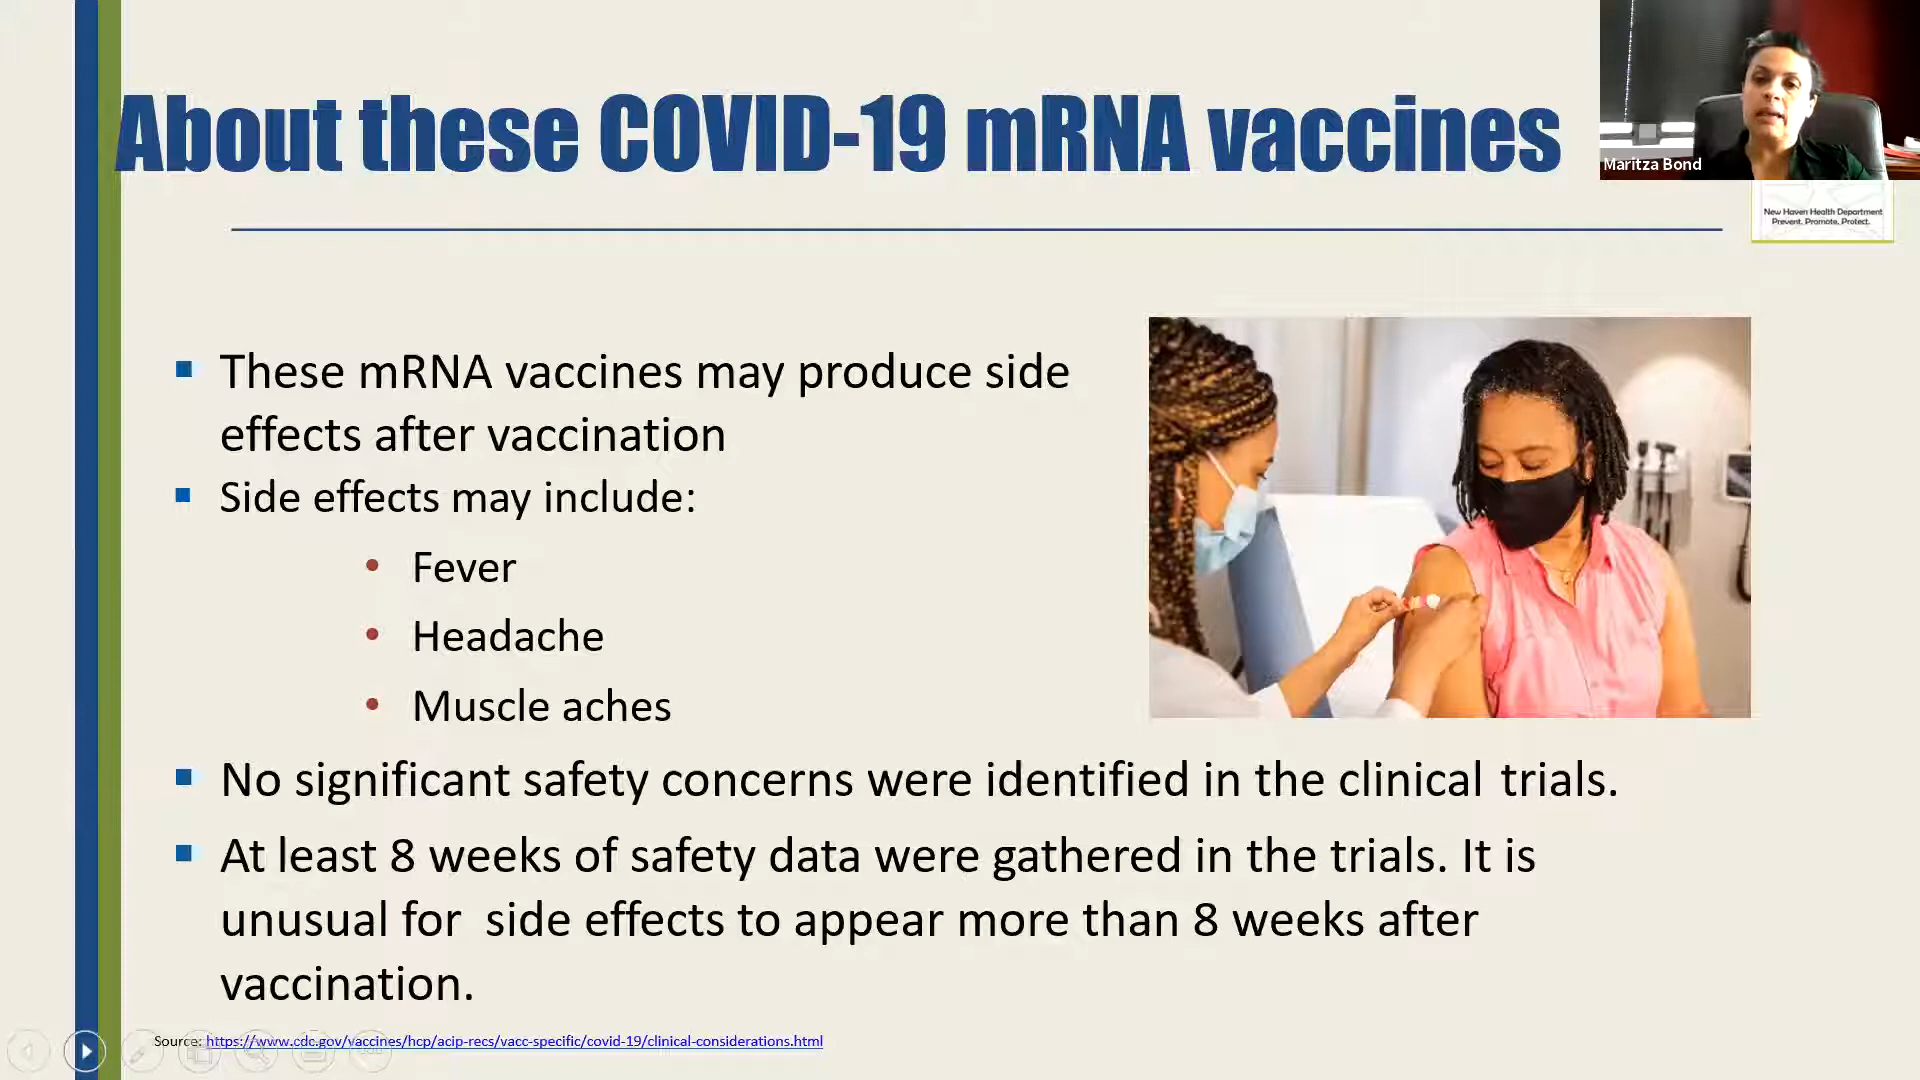 About these COVID-19 mRNA vaccines
Maritza Bond
New Haven Health Department
Prevent. Promote. Protect.
These mRNA vaccines may produce side
effects after vaccination
Side effects may include:
Fever
Headache
Muscle aches
No significant safety concerns were identified in the clinical trials.
At least 8 weeks of safety data were gathered in the trials. It is
unusual for side effects to appear more than 8 weeks after
vaccination.
Source: https://www.cdc.gov/vaccines/hcp/acip-recs/vacc-specific/covid-19/clinical-considerations.html